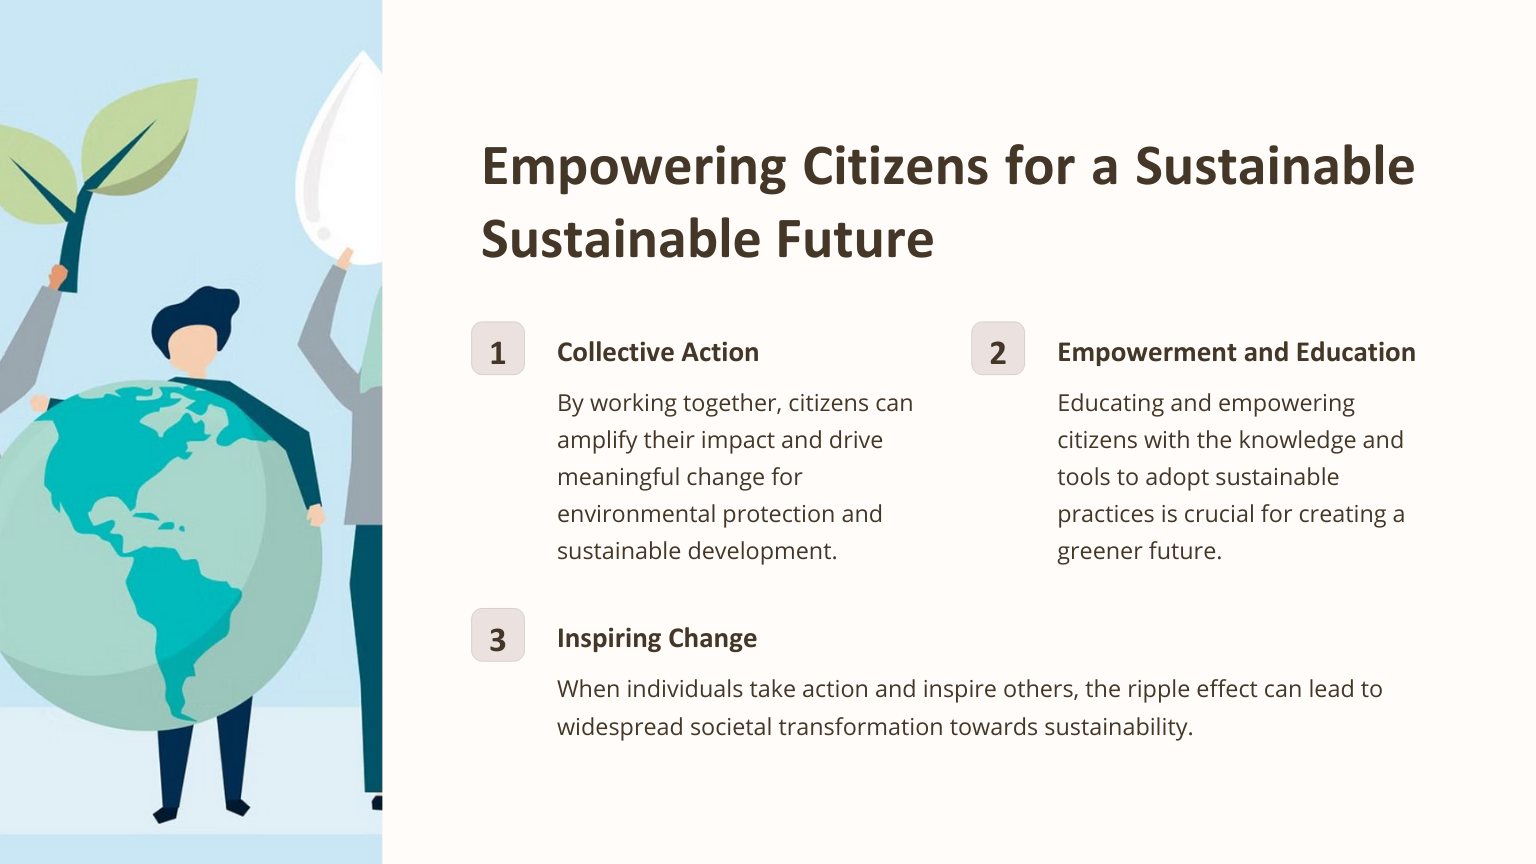 Empowering Citizens for a Sustainable
Sustainable Future
1
Collective Action
By working together, citizens can
amplify their impact and drive
meaningful change for
environmental protection and
sustainable development.
2
Empowerment and Education
Educating and empowering
citizens with the knowledge and
tools to adopt sustainable
practices is crucial for creating a
greener future.
3
Inspiring Change
When individuals take action and inspire others, the ripple effect can lead to
widespread societal transformation towards sustainability.